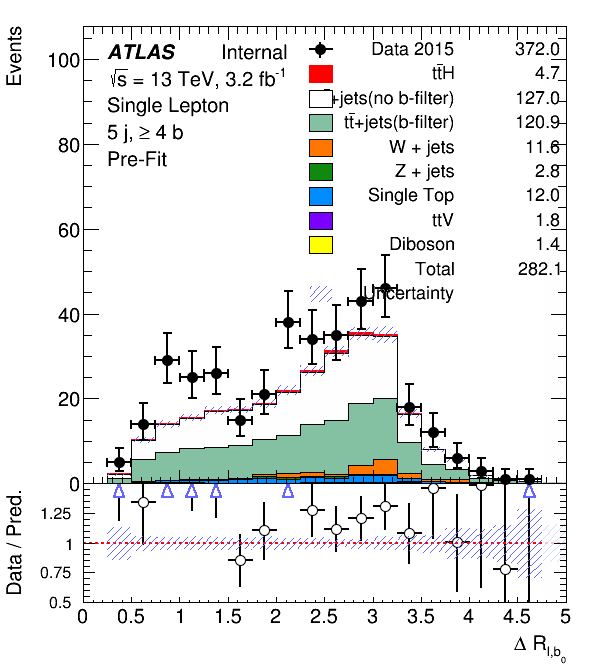 Events
100
80
60
40
20
0
ATLAS Internal
√s = 13 TeV, 3.2 fb-1
Single Lepton
5 j, ≥ 4 b
Pre-Fit
Data 2015 372.0
tt̄H 4.7
+jets(no b-filter) 127.0
tt̄+jets(b-filter) 120.9
W + jets 11.6
Z + jets 2.8
Single Top 12.0
ttV 1.8
Diboson 1.4
Total 282.1
Uncertainty
Data / Pred.
1.25
1
0.75
0.5
0 0.5 1 1.5 2 2.5 3 3.5 4 4.5 5
Δ Rl,b0